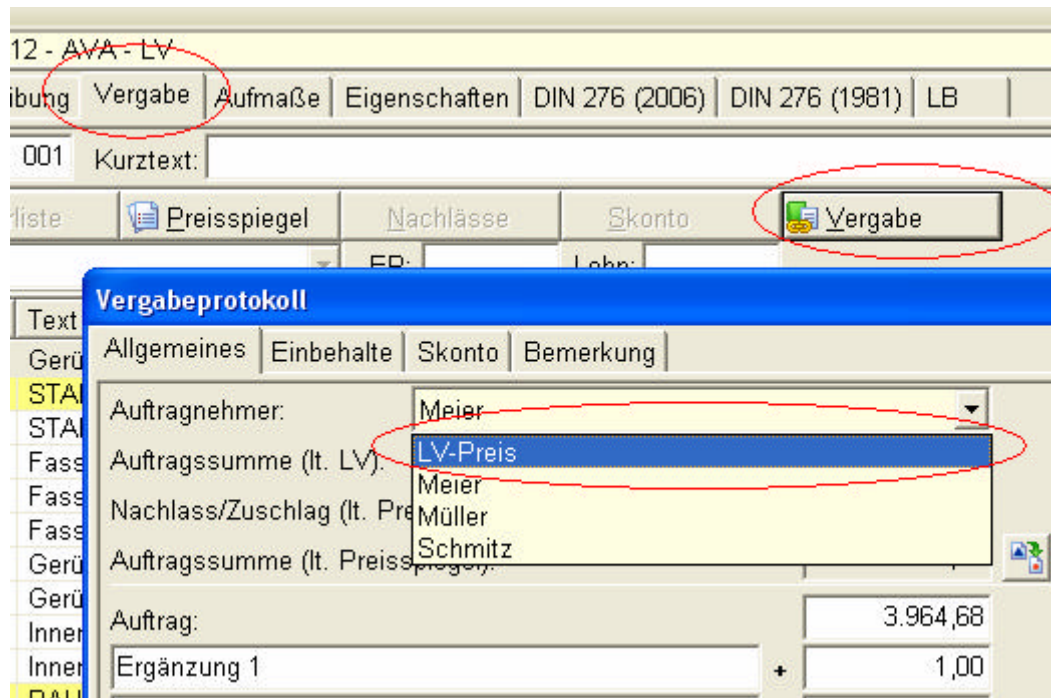 12 - AVA - LV
ibung Vergabe Aufmaße Eigenschaften DIN 276 (2006) DIN 276 (1981) LB
001 Kurztext:
rliste Preisspiegel Nachlässe Skonto Vergabe
EP: Lohn:
Vergabeprotokoll
Text
Allgemeines Einbehalte Skonto Bemerkung
Gerü
STAI
Auftragnehmer: Meier
STAI
LV-Preis
Fass Auftragssumme (lt. LV):
Meier
Fass Nachlass/Zuschlag (lt. Pre
Müller
Fass
Schmitz
Gerü Auftragssumme (lt. Preisspiegel):
Gerü
Auftrag: 3.964,68
Inner
Inner Ergänzung 1 + 1,00